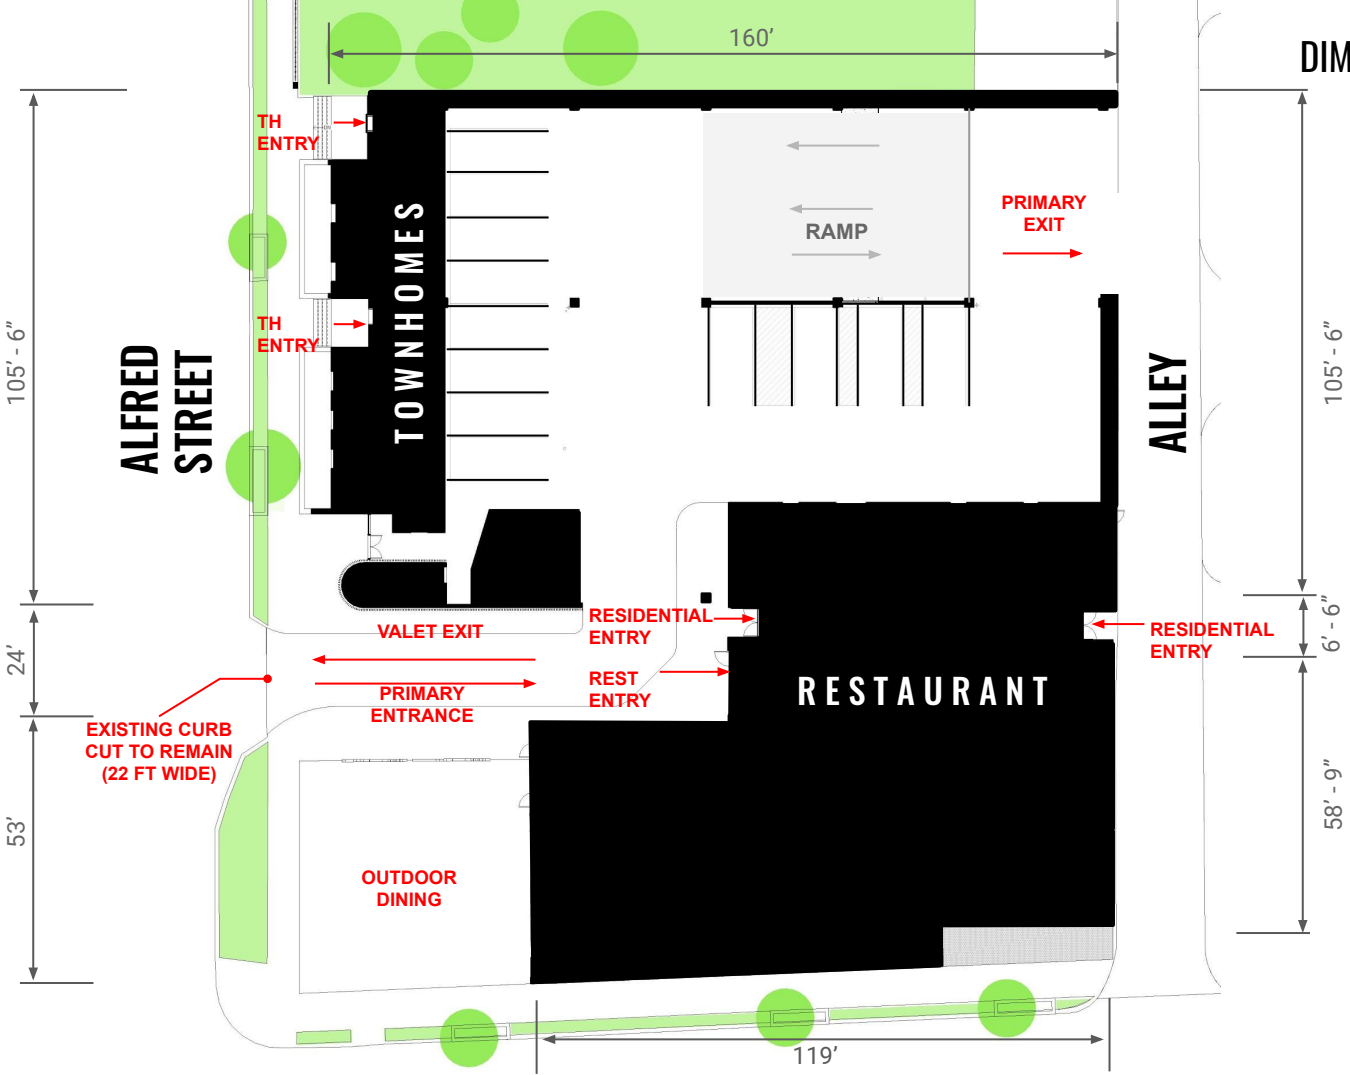 160’
DIM
TH
ENTRY
PRIMARY
EXIT
RAMP
TOWNHOMES
TH
ENTRY
105’ - 6”
ALFRED
STREET
ALLEY
105’ - 6”
RESIDENTIAL
ENTRY
VALET EXIT
6’ - 6”
RESIDENTIAL
ENTRY
24’
REST
ENTRY
PRIMARY
ENTRANCE
RESTAURANT
EXISTING CURB
CUT TO REMAIN
(22 FT WIDE)
53’
58’ - 9”
OUTDOOR
DINING
119’